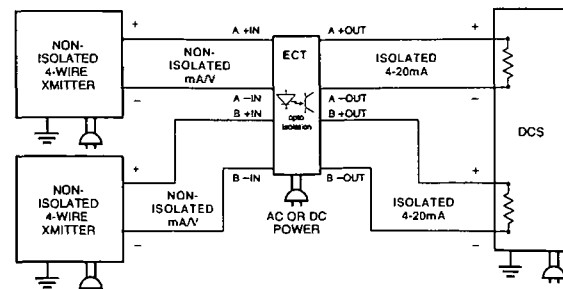 NON-
ISOLATED
4-WIRE
XMITTER
+
−
NON-
ISOLATED
mA/V
A +IN
A −IN
B +IN
B −IN
ECT
opto
isolation
A +OUT
A −OUT
B +OUT
B −OUT
ISOLATED
4-20mA
+
−
DCS
NON-
ISOLATED
4-WIRE
XMITTER
+
−
NON-
ISOLATED
mA/V
AC OR DC
POWER
ISOLATED
4-20mA
+
−